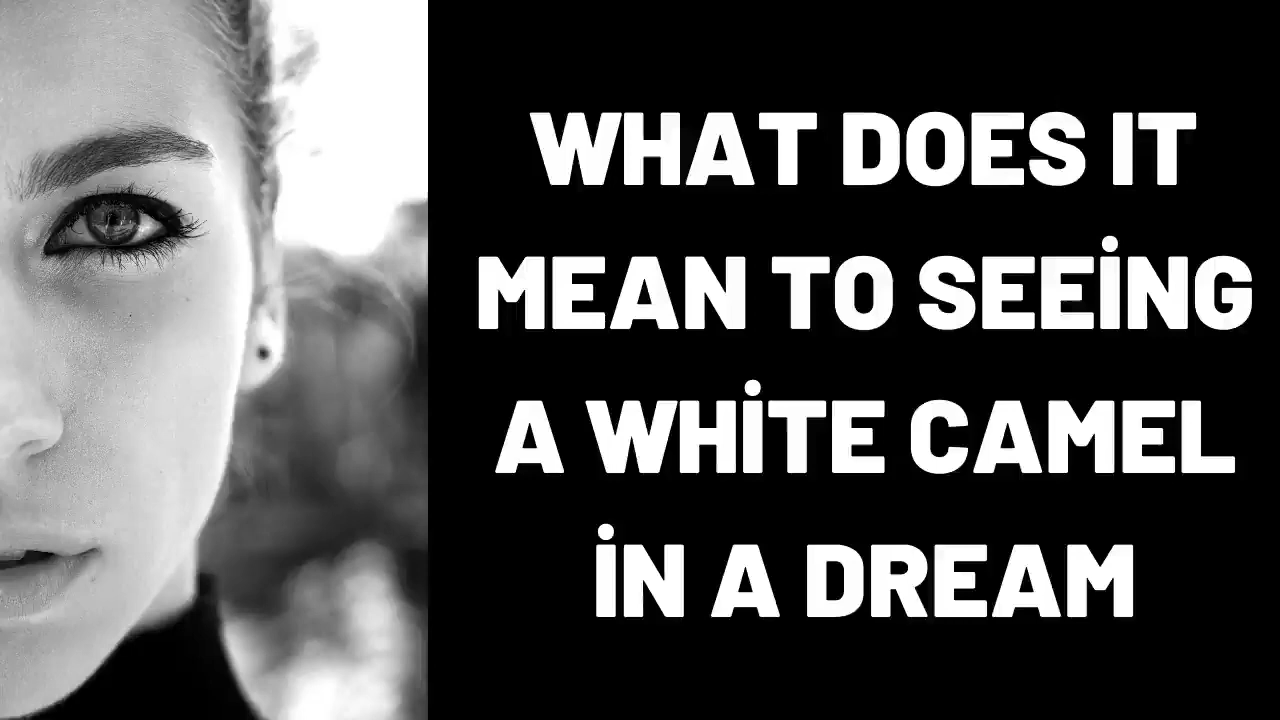 WHAT DOES IT
MEAN TO SEEİNG
A WHİTE CAMEL
İN A DREAM